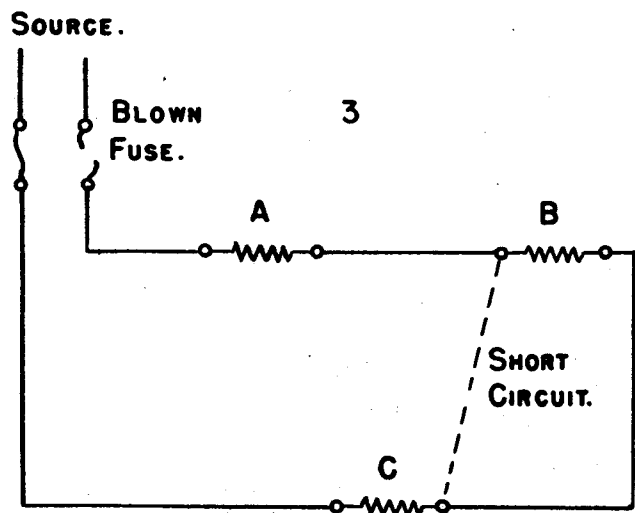 SOURCE.
BLOWN
FUSE.
3
A
B
SHORT
CIRCUIT.
C